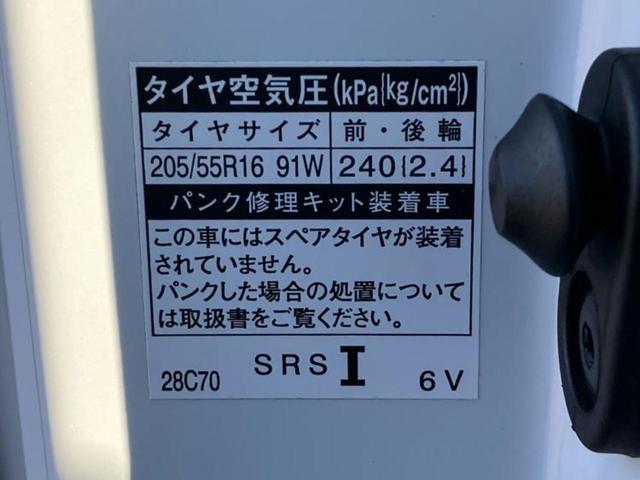 タイヤ空気圧(kPa{kg/cm²})
タイヤサイズ 前・後輪
205/55R16 91W 240{2.4}
パンク修理キット装着車
この車にはスペアタイヤが装着
されていません。
パンクした場合の処置について
は取扱書をご覧ください。
28C70 SRS I 6V